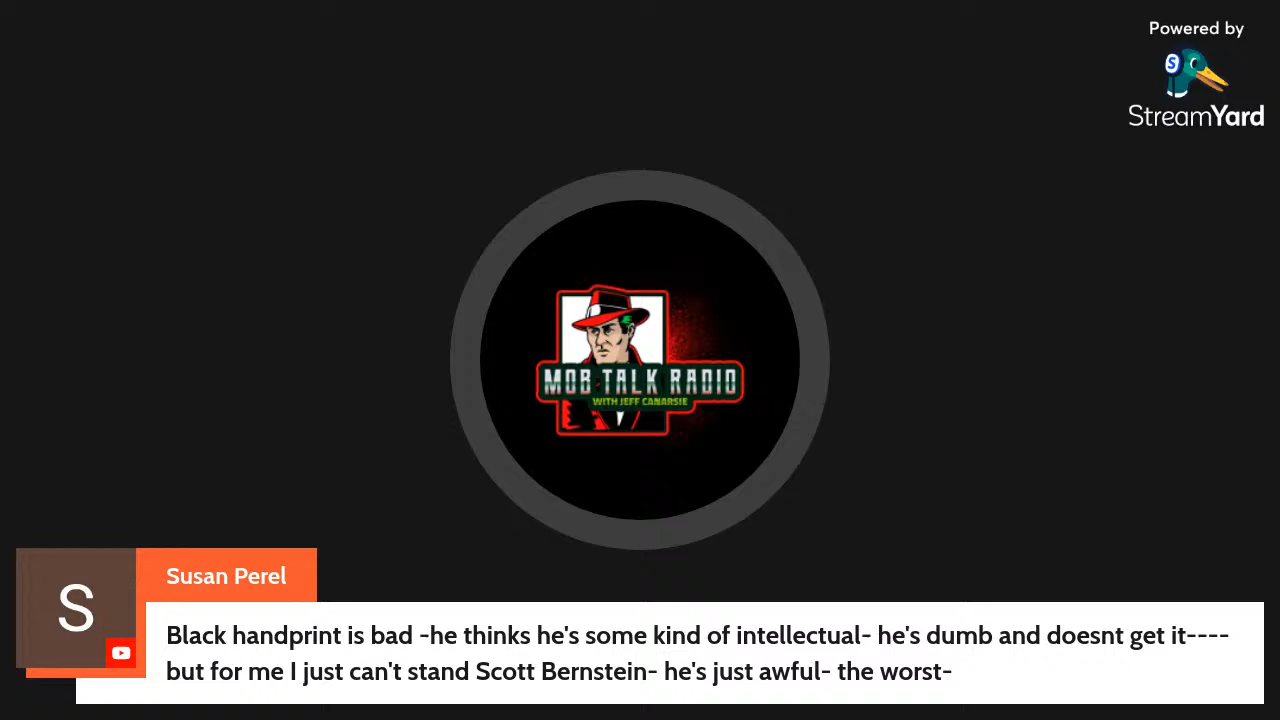 Powered by
S
StreamYard
MOB TALK RADIO
WITH JEFF CANARSIE
S
Susan Perel
Black handprint is bad -he thinks he's some kind of intellectual- he's dumb and doesnt get it----
but for me I just can't stand Scott Bernstein- he's just awful- the worst-